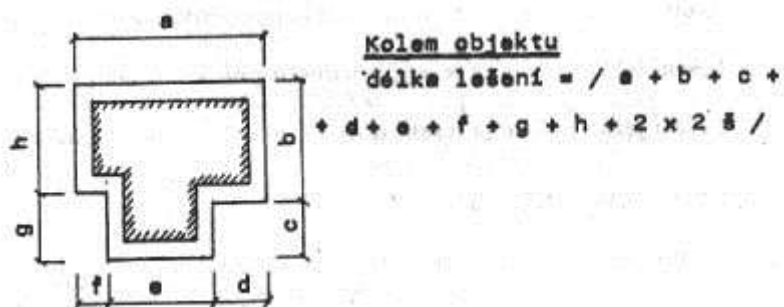 a
Kolem objektu
délka lešení = / a + b + c +
+ d + e + f + g + h + 2 x 2 š /
h
b
g
c
f
e
d